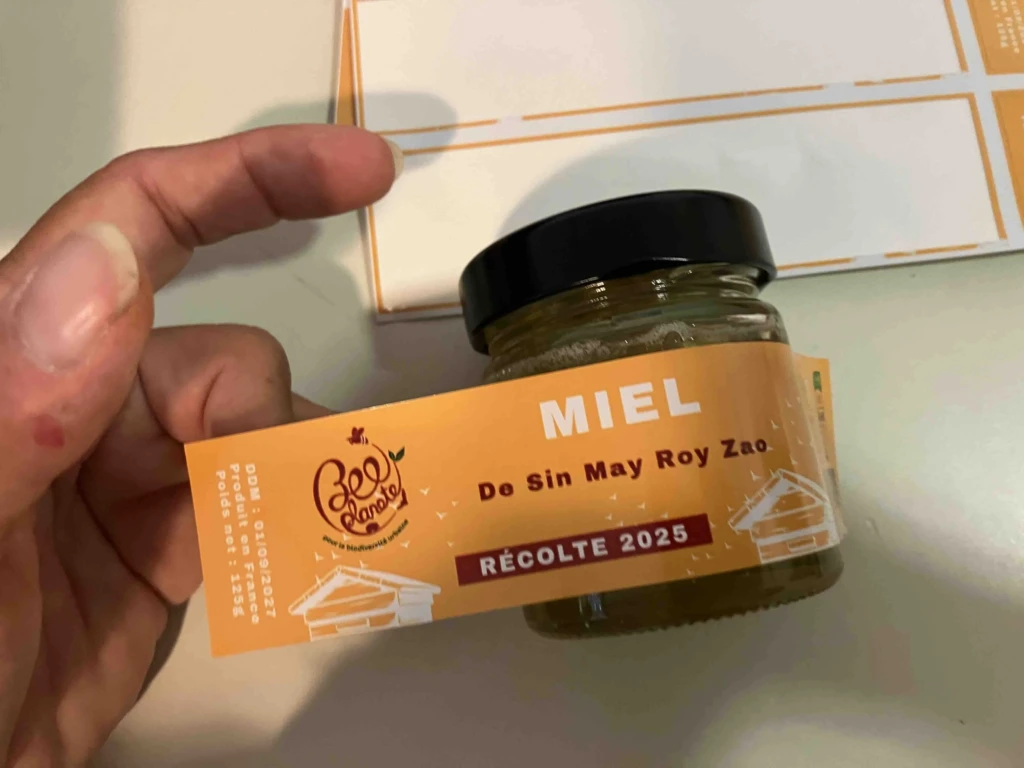 MIEL
De Sin May Roy Zao
RÉCOLTE 2025
Bee
planete
pour la biodiversité urbaine
DDM : 01/09/2027
Produit en France
Poids net : 125g